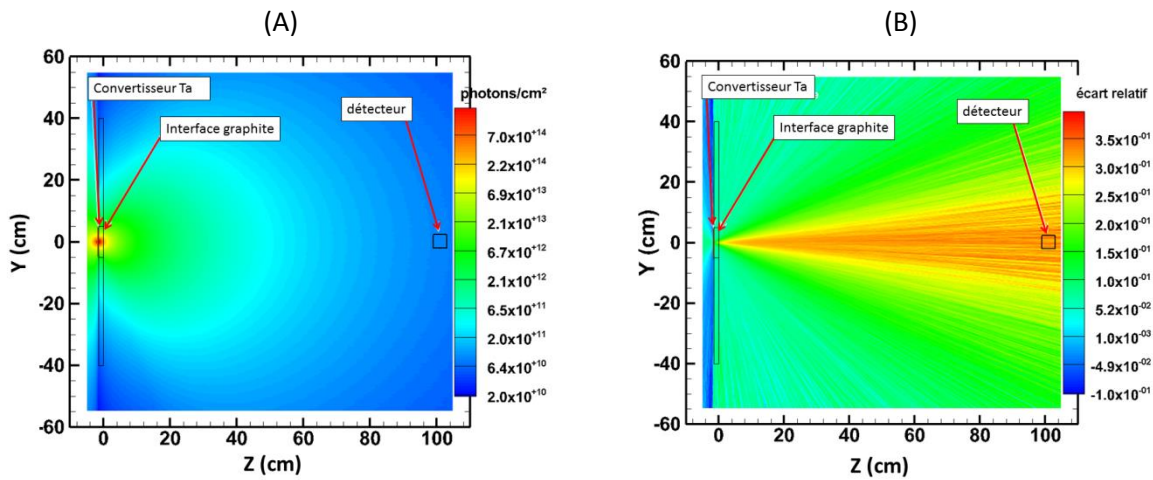 (A)
(B)
60
40
20
0
-20
-40
-60
Y (cm)
0
20
40
60
80
100
Z (cm)
Convertisseur Ta
Interface graphite
détecteur
photons/cm²
7.0x10+14
2.2x10+14
6.9x10+13
2.1x10+13
6.7x10+12
2.1x10+12
6.5x10+11
2.0x10+11
6.4x10+10
2.0x10+10
60
40
20
0
-20
-40
-60
Y (cm)
0
20
40
60
80
100
Z (cm)
Convertisseur Ta
Interface graphite
détecteur
écart relatif
3.5x10-01
3.0x10-01
2.5x10-01
2.0x10-01
1.5x10-01
1.0x10-01
5.2x10-02
1.0x10-03
-4.9x10-02
-1.0x10-01